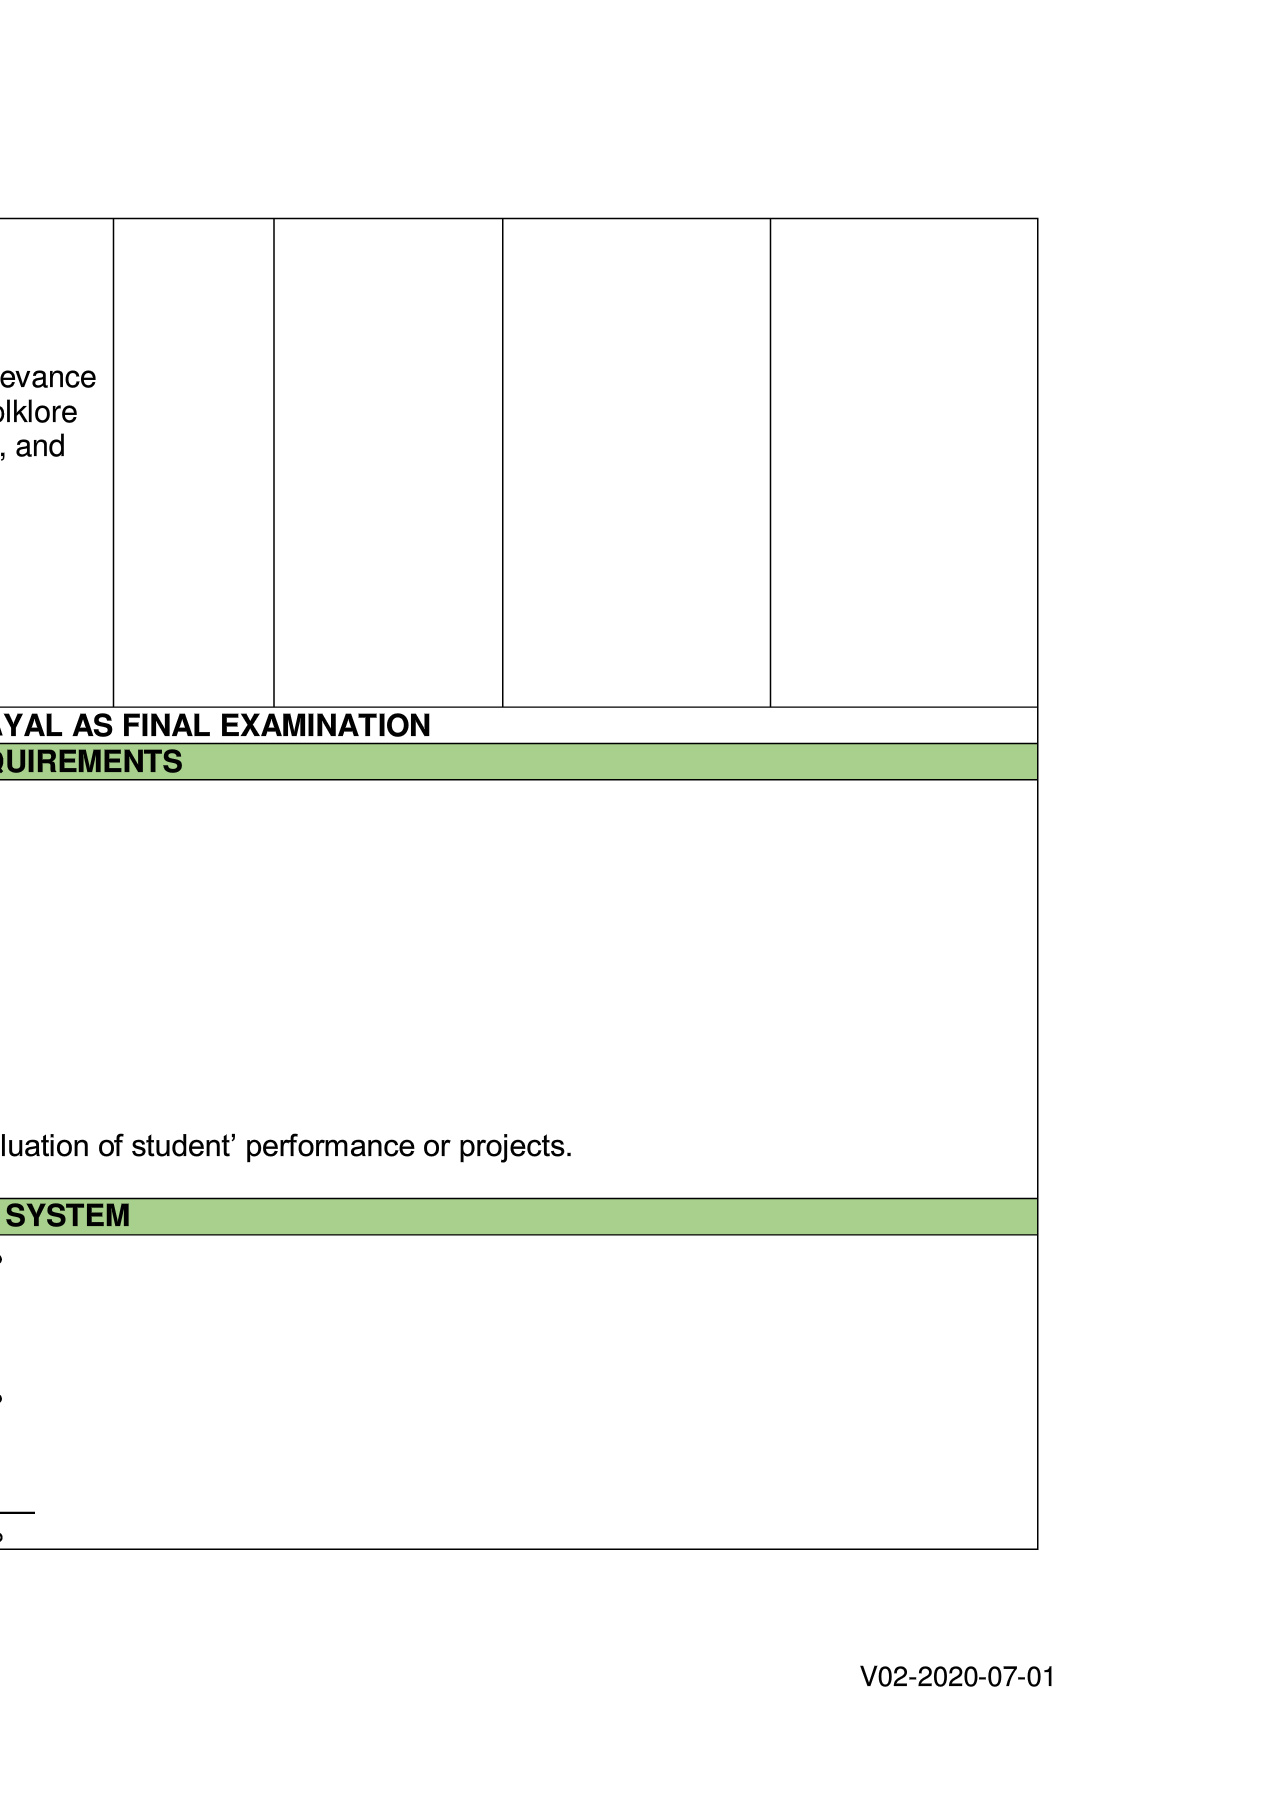 evance
olklore
, and
AYAL AS FINAL EXAMINATION
QUIREMENTS
luation of student’ performance or projects.
SYSTEM
V02-2020-07-01